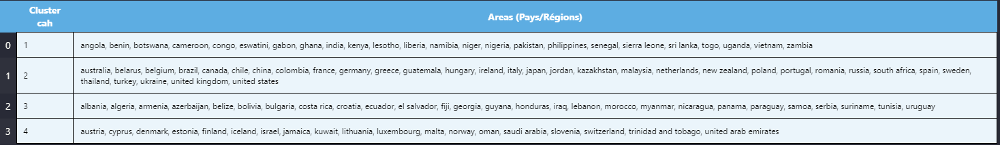 Cluster
cah
Areas (Pays/Régions)
0 1 angola, benin, botswana, cameroon, congo, eswatini, gabon, ghana, india, kenya, lesotho, liberia, namibia, niger, nigeria, pakistan, philippines, senegal, sierra leone, sri lanka, togo, uganda, vietnam, zambia
1 2 australia, belarus, belgium, brazil, canada, chile, china, colombia, france, germany, greece, guatemala, hungary, ireland, italy, japan, jordan, kazakhstan, malaysia, netherlands, new zealand, poland, portugal, romania, russia, south africa, spain, sweden,
thailand, turkey, ukraine, united kingdom, united states
2 3 albania, algeria, armenia, azerbaijan, belize, bolivia, bulgaria, costa rica, croatia, ecuador, el salvador, fiji, georgia, guyana, honduras, iraq, lebanon, morocco, myanmar, nicaragua, panama, paraguay, samoa, serbia, suriname, tunisia, uruguay
3 4 austria, cyprus, denmark, estonia, finland, iceland, israel, jamaica, kuwait, lithuania, luxembourg, malta, norway, oman, saudi arabia, slovenia, switzerland, trinidad and tobago, united arab emirates